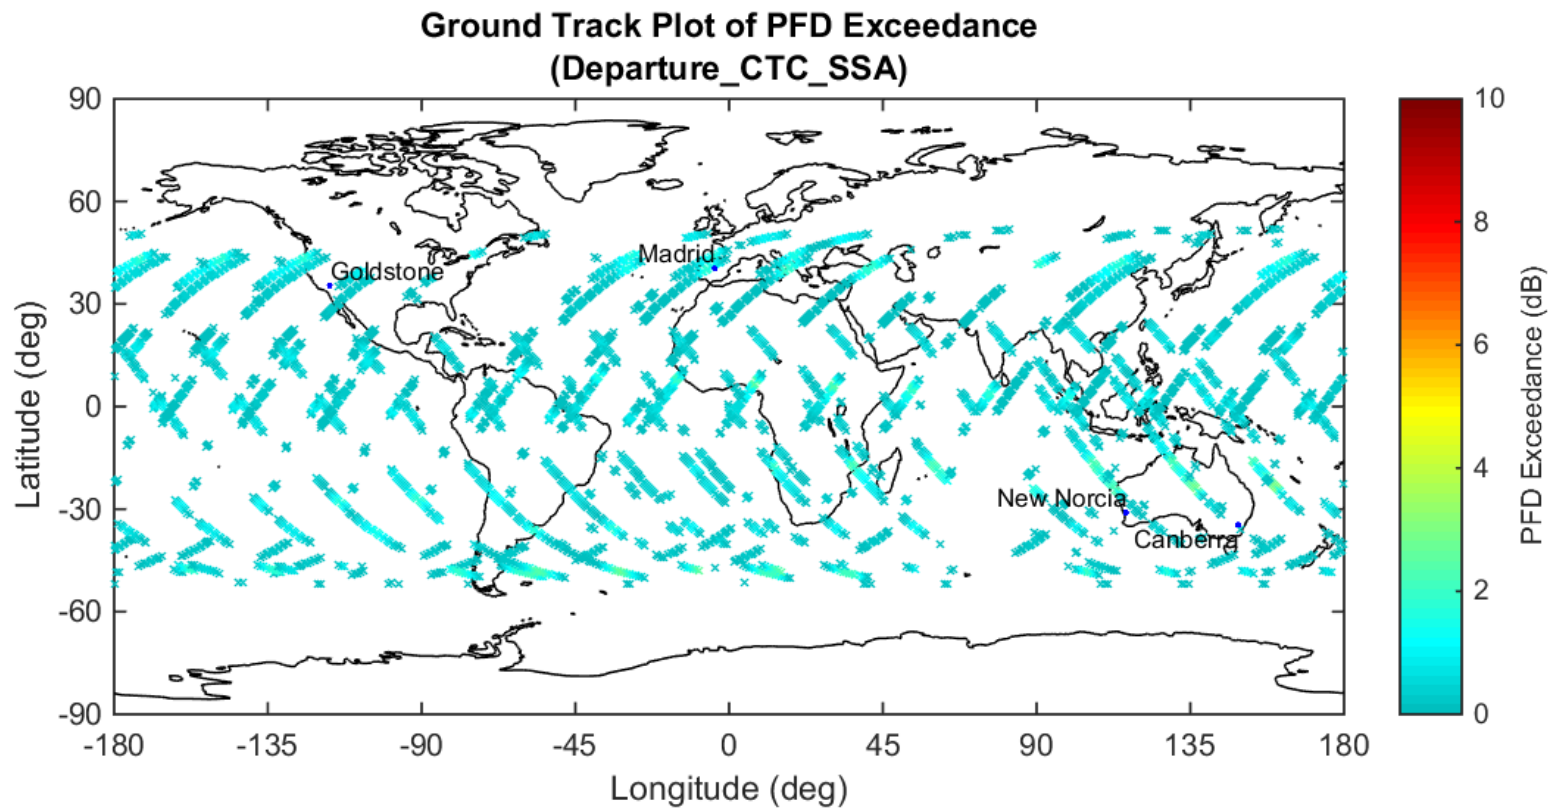 Ground Track Plot of PFD Exceedance
(Departure_CTC_SSA)
90
60
30
0
-30
-60
-90
Latitude (deg)
-180
-135
-90
-45
0
45
90
135
180
Longitude (deg)
Goldstone
Madrid
New Norcia
Canberra
10
8
6
4
2
0
PFD Exceedance (dB)